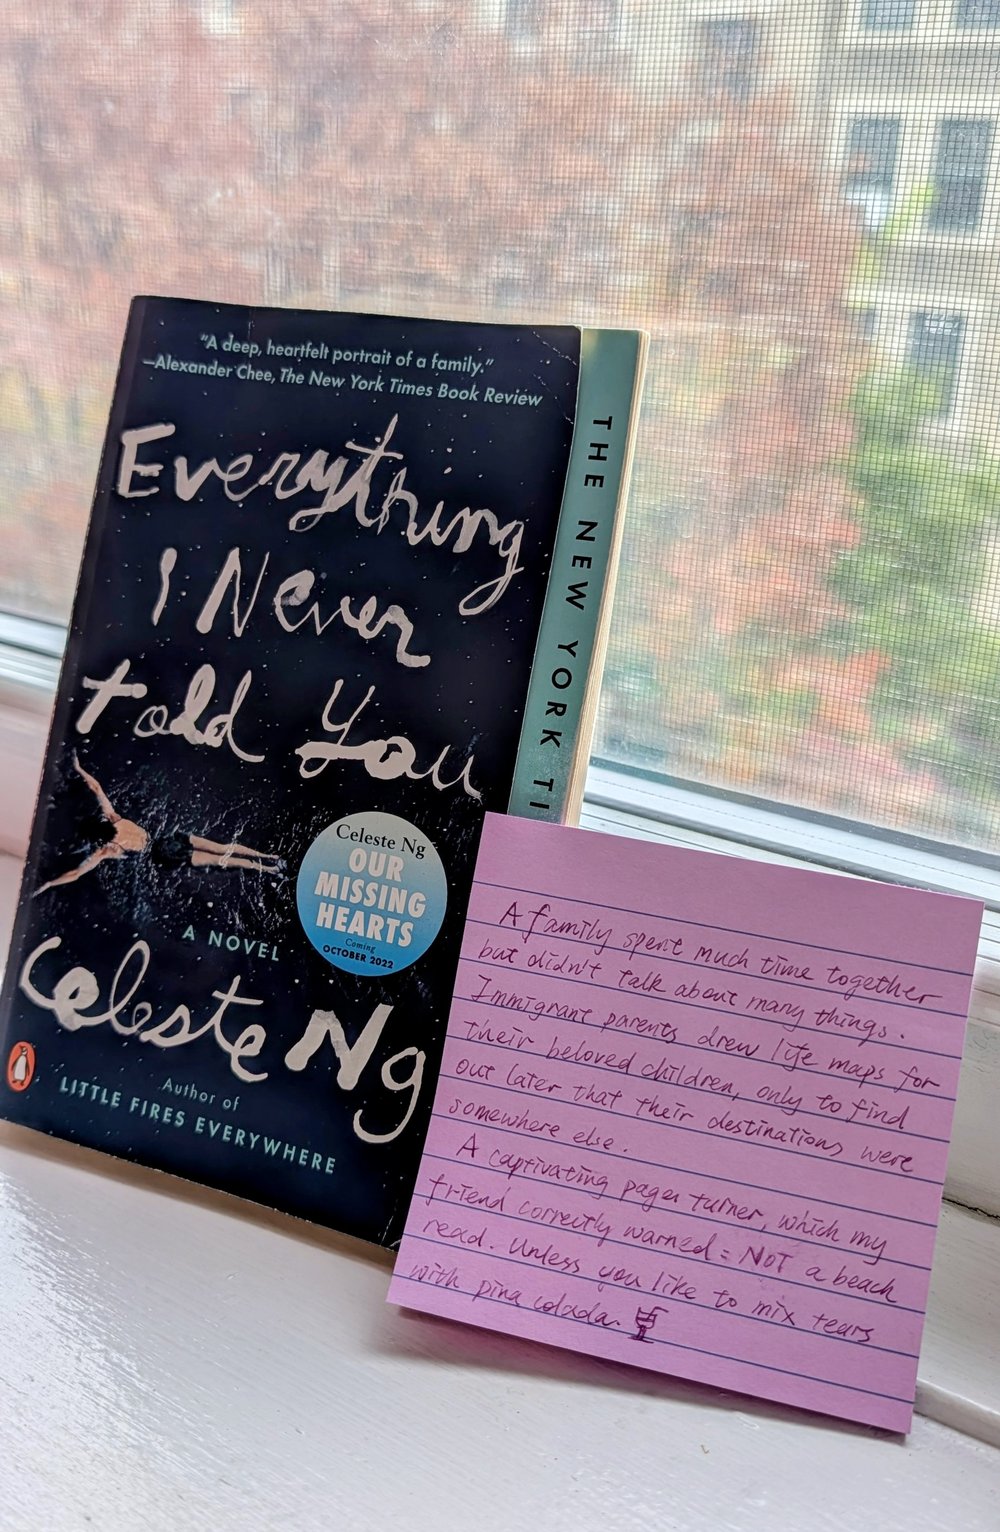 "A deep, heartfelt portrait of a family."
—Alexander Chee, The New York Times Book Review
Everything
I Never
told You
Celeste Ng
OUR
MISSING
HEARTS
Coming
OCTOBER 2022
A NOVEL
Celeste Ng
Author of
LITTLE FIRES EVERYWHERE
THE NEW YORK TI
A family spent much time together
but didn't talk about many things.
Immigrant parents drew life maps for
their beloved children, only to find
out later that their destinations were
somewhere else.
A captivating page turner, which my
friend correctly warned: NOT a beach
read. Unless you like to mix tears
with pina colada.